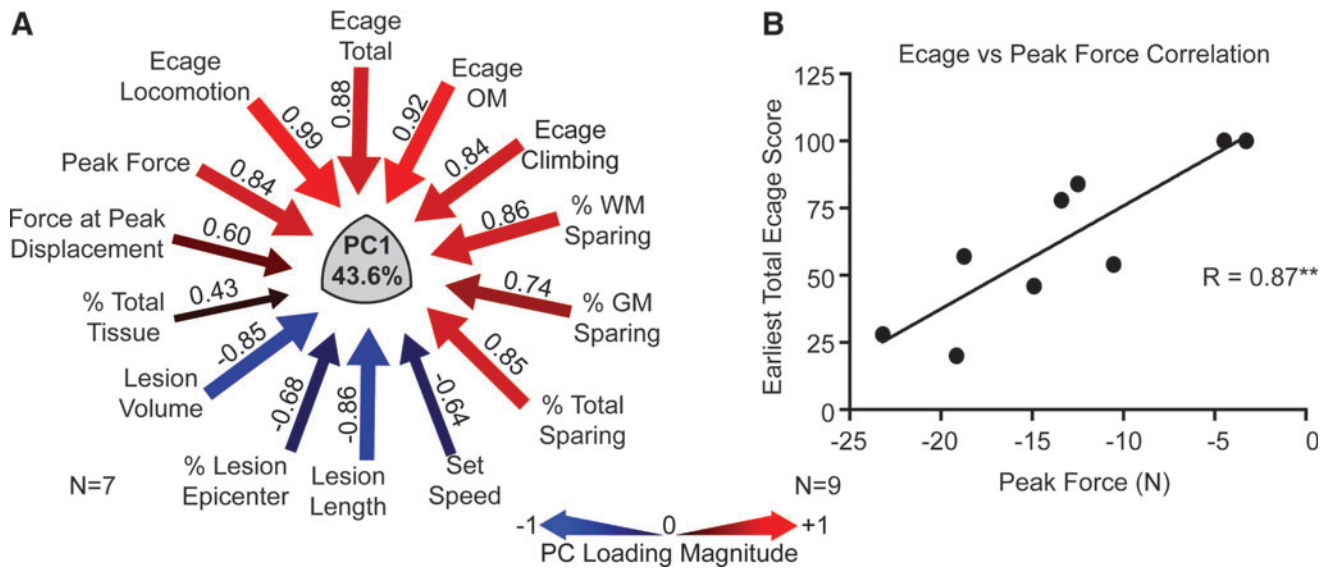 A
Ecage
Total
Ecage
Locomotion
Ecage
OM
Ecage
Climbing
Peak Force
% WM
Sparing
Force at Peak
Displacement
% GM
Sparing
% Total
Tissue
% Total
Sparing
Lesion
Volume
% Lesion
Epicenter
Lesion
Length
Set
Speed
0.99
0.88
0.92
0.84
0.84
0.86
0.60
0.74
0.43
0.85
-0.85
-0.68
-0.86
-0.64
PC1
43.6%
N=7
-1
0
+1
PC Loading Magnitude
B
Ecage vs Peak Force Correlation
Earliest Total Ecage Score
125
100
75
50
25
0
R = 0.87**
-25
-20
-15
-10
-5
0
Peak Force (N)
N=9